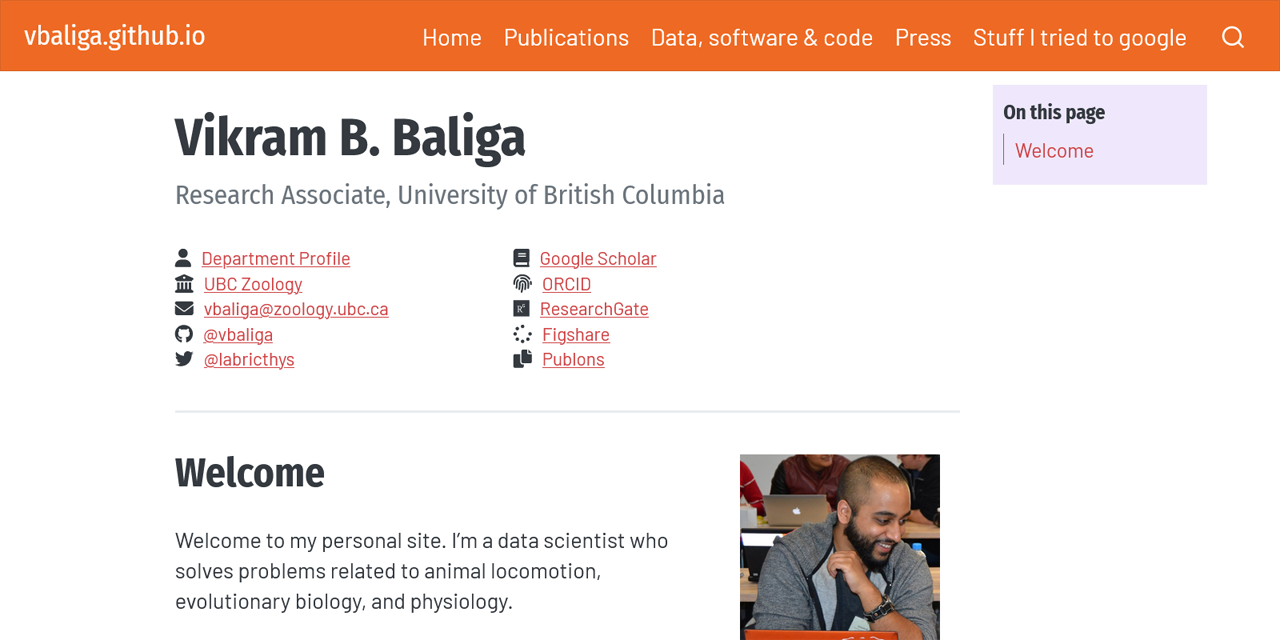 vbaliga.github.io
Home Publications Data, software & code Press Stuff I tried to google
On this page
Welcome
Vikram B. Baliga
Research Associate, University of British Columbia
Department Profile
UBC Zoology
vbaliga@zoology.ubc.ca
@vbaliga
@labricthys
Google Scholar
ORCID
ResearchGate
Figshare
Publons
Welcome
Welcome to my personal site. I’m a data scientist who
solves problems related to animal locomotion,
evolutionary biology, and physiology.